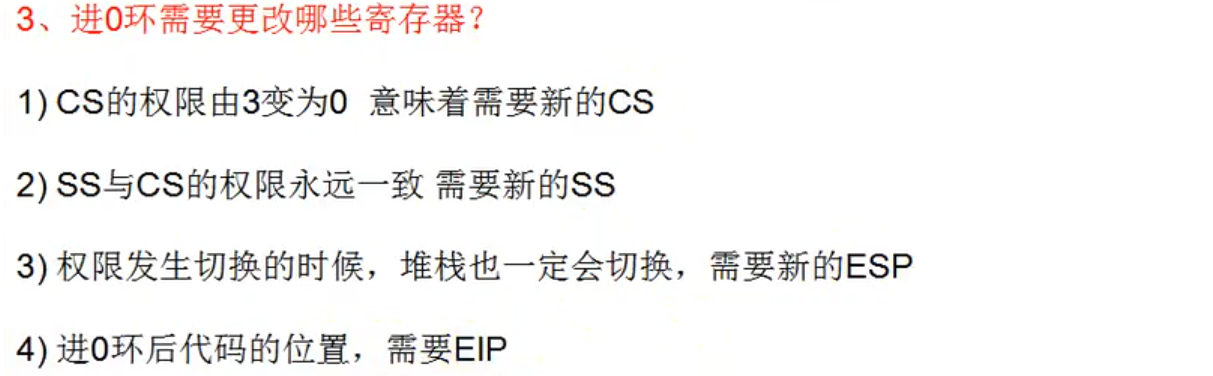 3、进0环需要更改哪些寄存器？
1) CS的权限由3变为0 意味着需要新的CS
2) SS与CS的权限永远一致 需要新的SS
3) 权限发生切换的时候，堆栈也一定会切换，需要新的ESP
4) 进0环后代码的位置，需要EIP